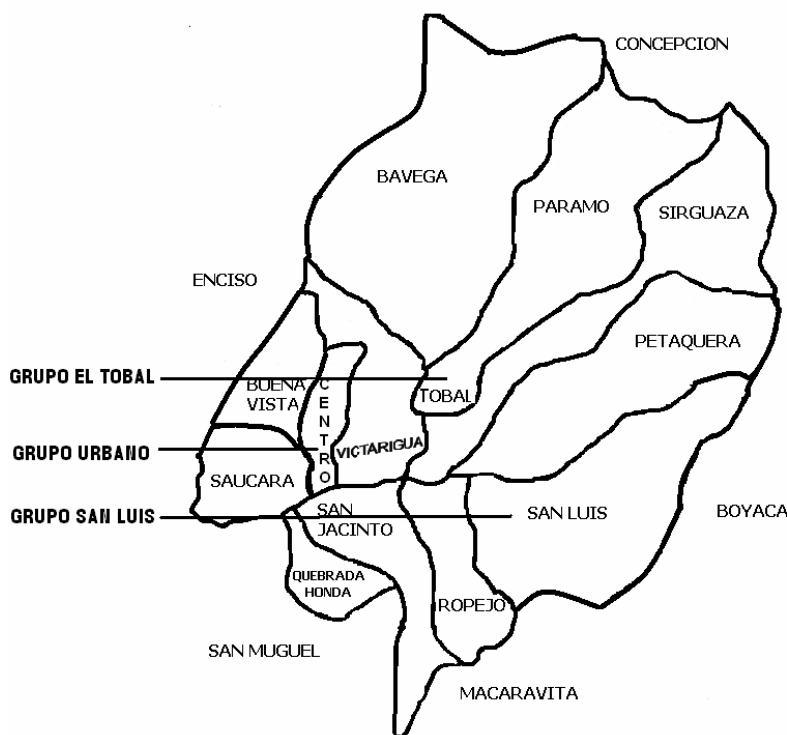 CONCEPCION
BAVEGA
PARAMO
SIRGUAZA
ENCISO
PETAQUERA
GRUPO EL TOBAL
BUENA
VISTA
CENTRO
TOBAL
VICTARIGUA
GRUPO URBANO
SAUCARA
GRUPO SAN LUIS
SAN
JACINTO
SAN LUIS
BOYACA
QUEBRADA
HONDA
ROPEJO
SAN MUGUEL
MACARAVITA